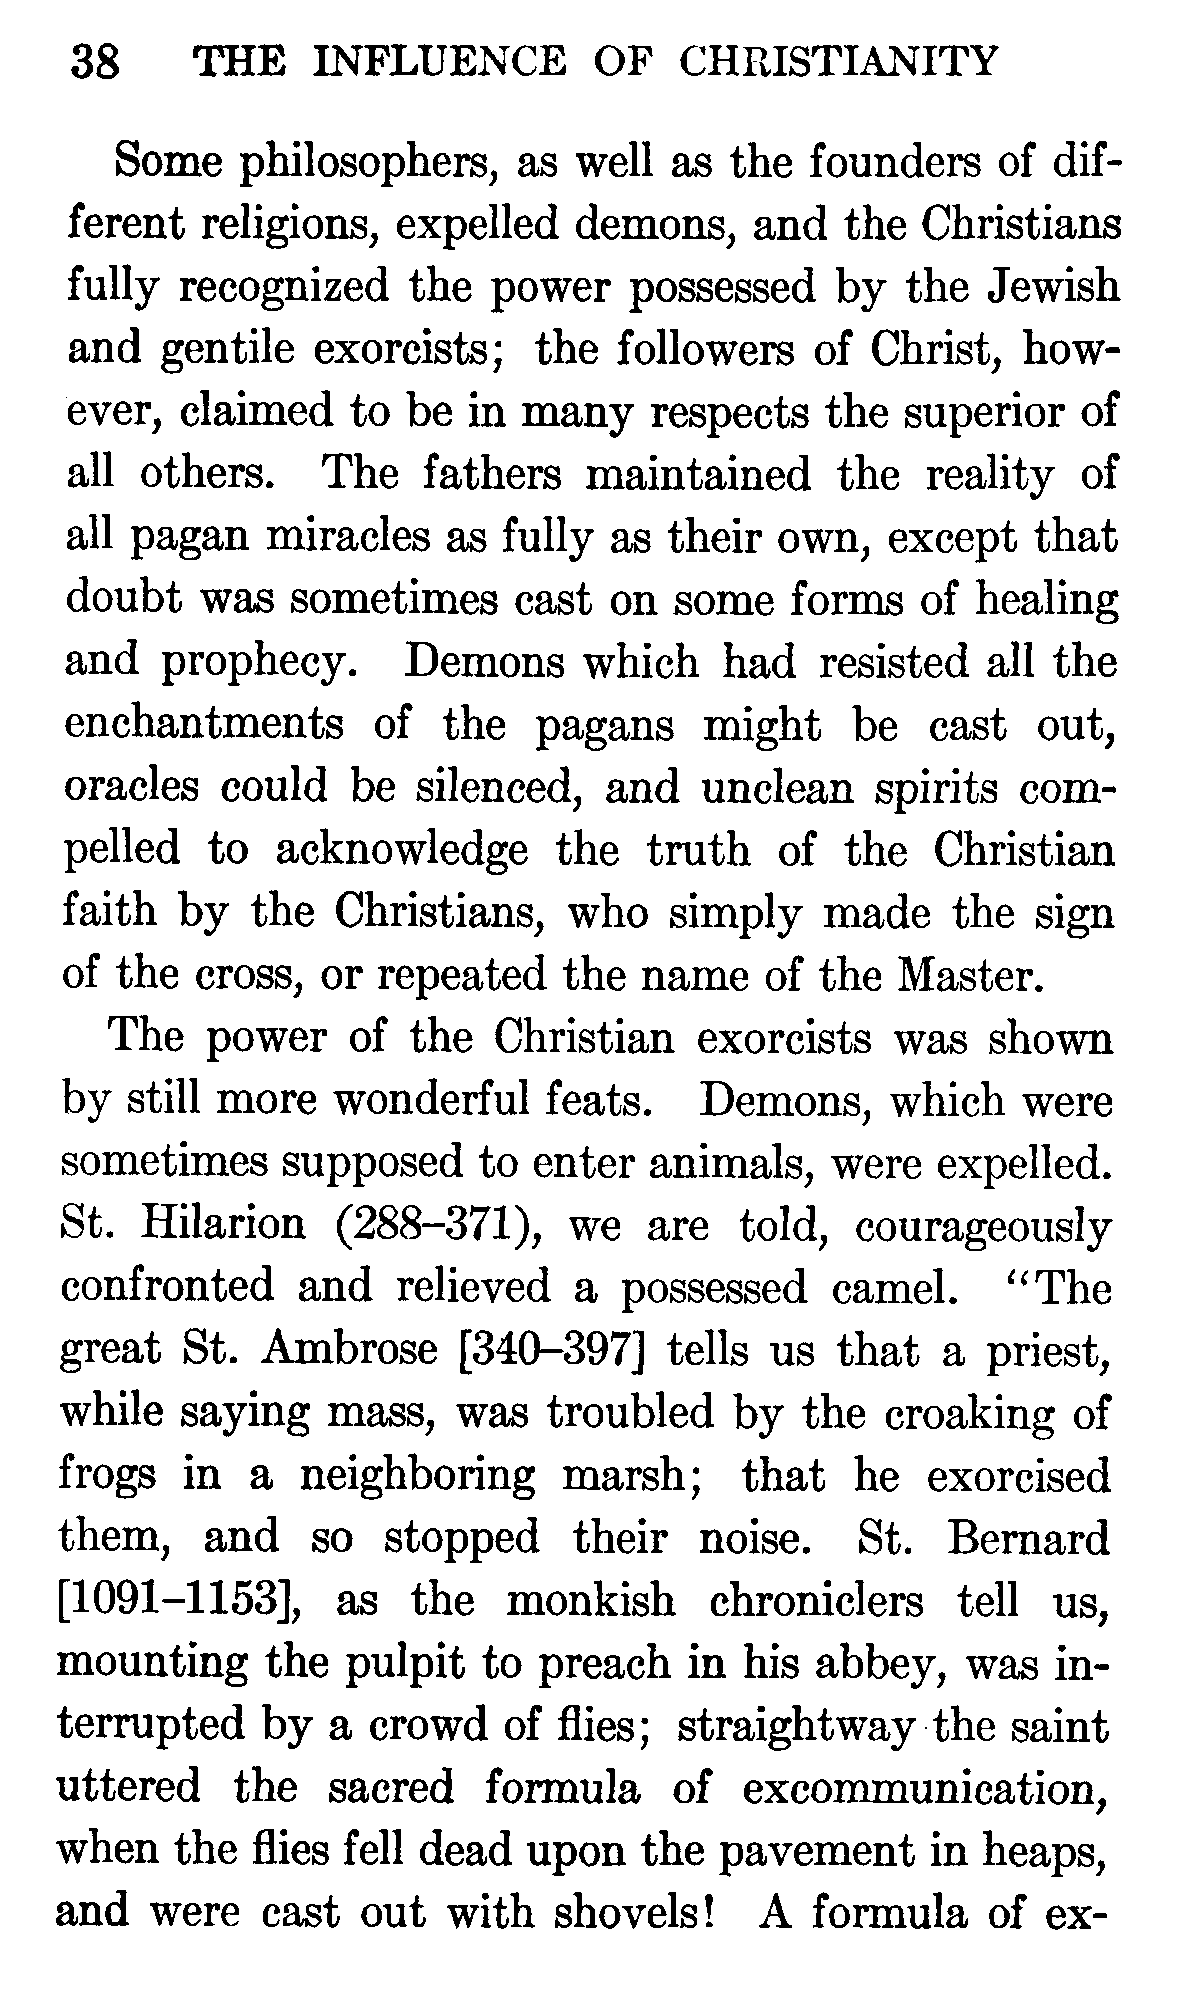 38 THE INFLUENCE OF CHRISTIANITY
Some philosophers, as well as the founders of dif-
ferent religions, expelled demons, and the Christians
fully recognized the power possessed by the Jewish
and gentile exorcists; the followers of Christ, how-
ever, claimed to be in many respects the superior of
all others. The fathers maintained the reality of
all pagan miracles as fully as their own, except that
doubt was sometimes cast on some forms of healing
and prophecy. Demons which had resisted all the
enchantments of the pagans might be cast out,
oracles could be silenced, and unclean spirits com-
pelled to acknowledge the truth of the Christian
faith by the Christians, who simply made the sign
of the cross, or repeated the name of the Master.
The power of the Christian exorcists was shown
by still more wonderful feats. Demons, which were
sometimes supposed to enter animals, were expelled.
St. Hilarion (288–371), we are told, courageously
confronted and relieved a possessed camel. “The
great St. Ambrose [340–397] tells us that a priest,
while saying mass, was troubled by the croaking of
frogs in a neighboring marsh; that he exorcised
them, and so stopped their noise. St. Bernard
[1091–1153], as the monkish chroniclers tell us,
mounting the pulpit to preach in his abbey, was in-
terrupted by a crowd of flies; straightway the saint
uttered the sacred formula of excommunication,
when the flies fell dead upon the pavement in heaps,
and were cast out with shovels! A formula of ex-